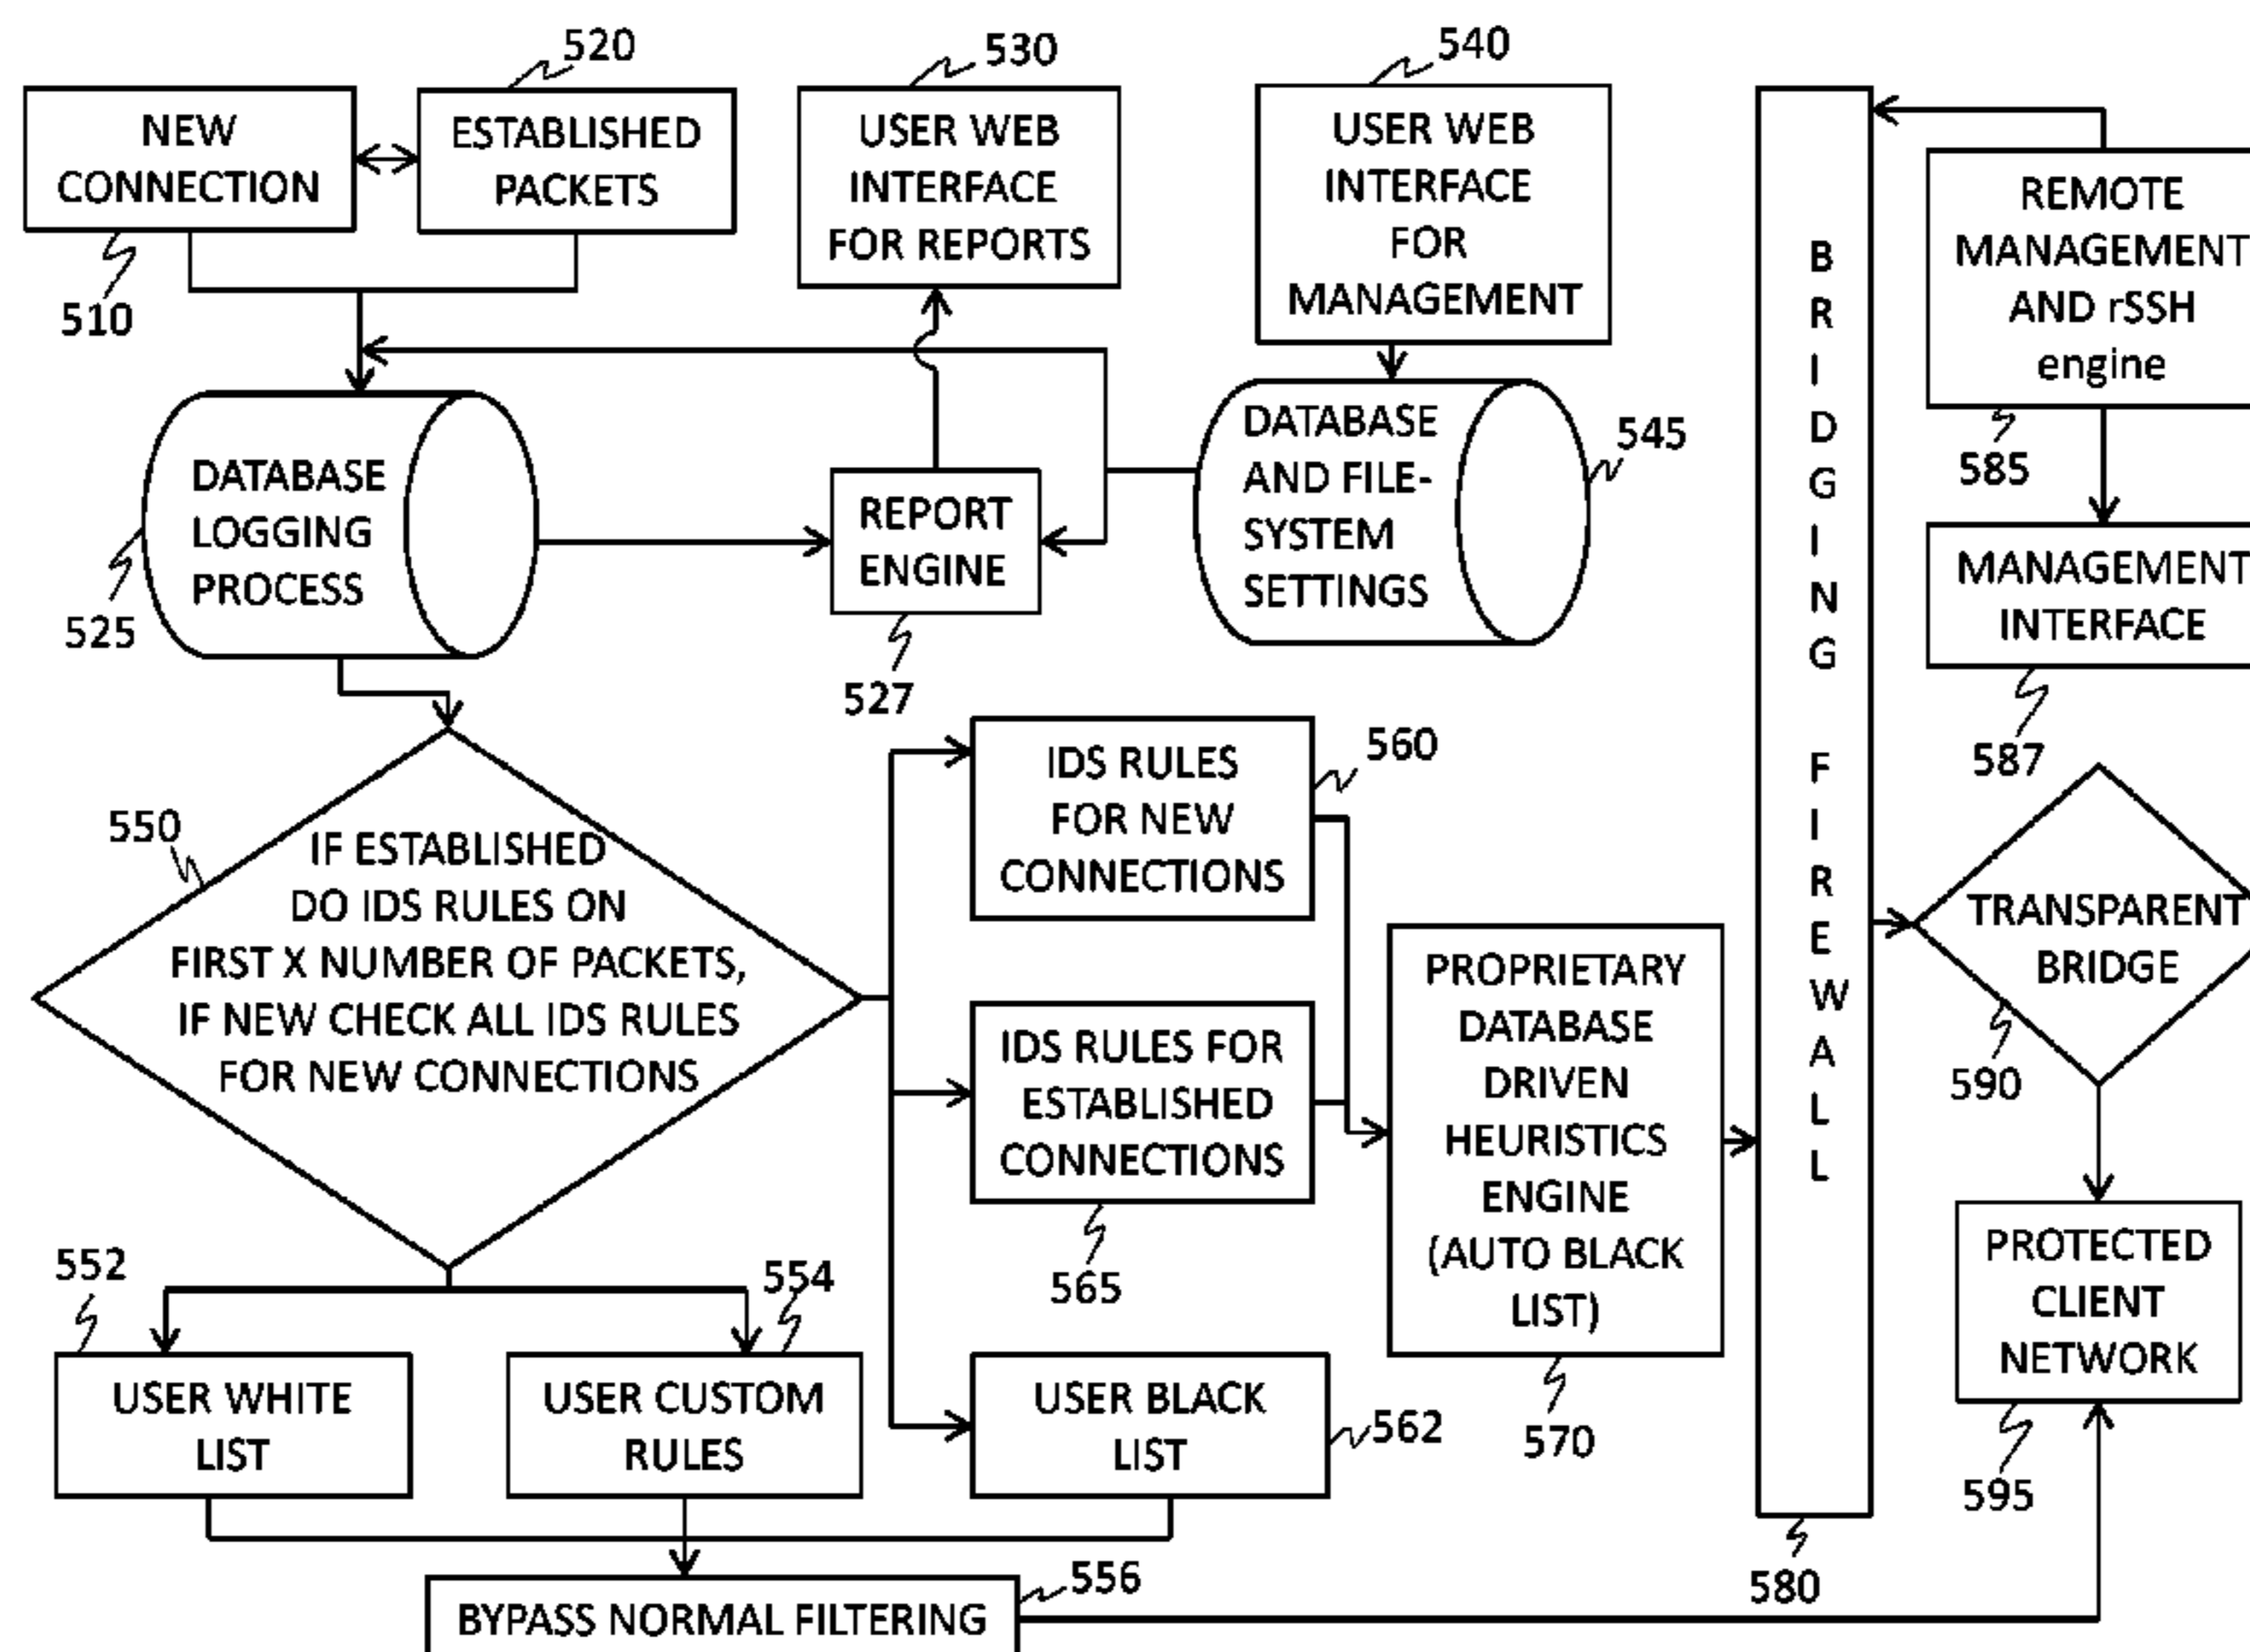 520
530
540
NEW
CONNECTION
ESTABLISHED
PACKETS
USER WEB
INTERFACE
FOR REPORTS
USER WEB
INTERFACE
FOR
MANAGEMENT
510
REMOTE
MANAGEMENT
AND rSSH
engine
585
DATABASE
LOGGING
PROCESS
525
REPORT
ENGINE
527
DATABASE
AND FILE-
SYSTEM
SETTINGS
545
MANAGEMENT
INTERFACE
587
BRIDGING
FIREWALL
580
550
IF ESTABLISHED
DO IDS RULES ON
FIRST X NUMBER OF PACKETS,
IF NEW CHECK ALL IDS RULES
FOR NEW CONNECTIONS
IDS RULES
FOR NEW
CONNECTIONS
560
IDS RULES FOR
ESTABLISHED
CONNECTIONS
565
PROPRIETARY
DATABASE
DRIVEN
HEURISTICS
ENGINE
(AUTO BLACK
LIST)
570
TRANSPARENT
BRIDGE
590
PROTECTED
CLIENT
NETWORK
595
552
USER WHITE
LIST
554
USER CUSTOM
RULES
USER BLACK
LIST
562
556
BYPASS NORMAL FILTERING